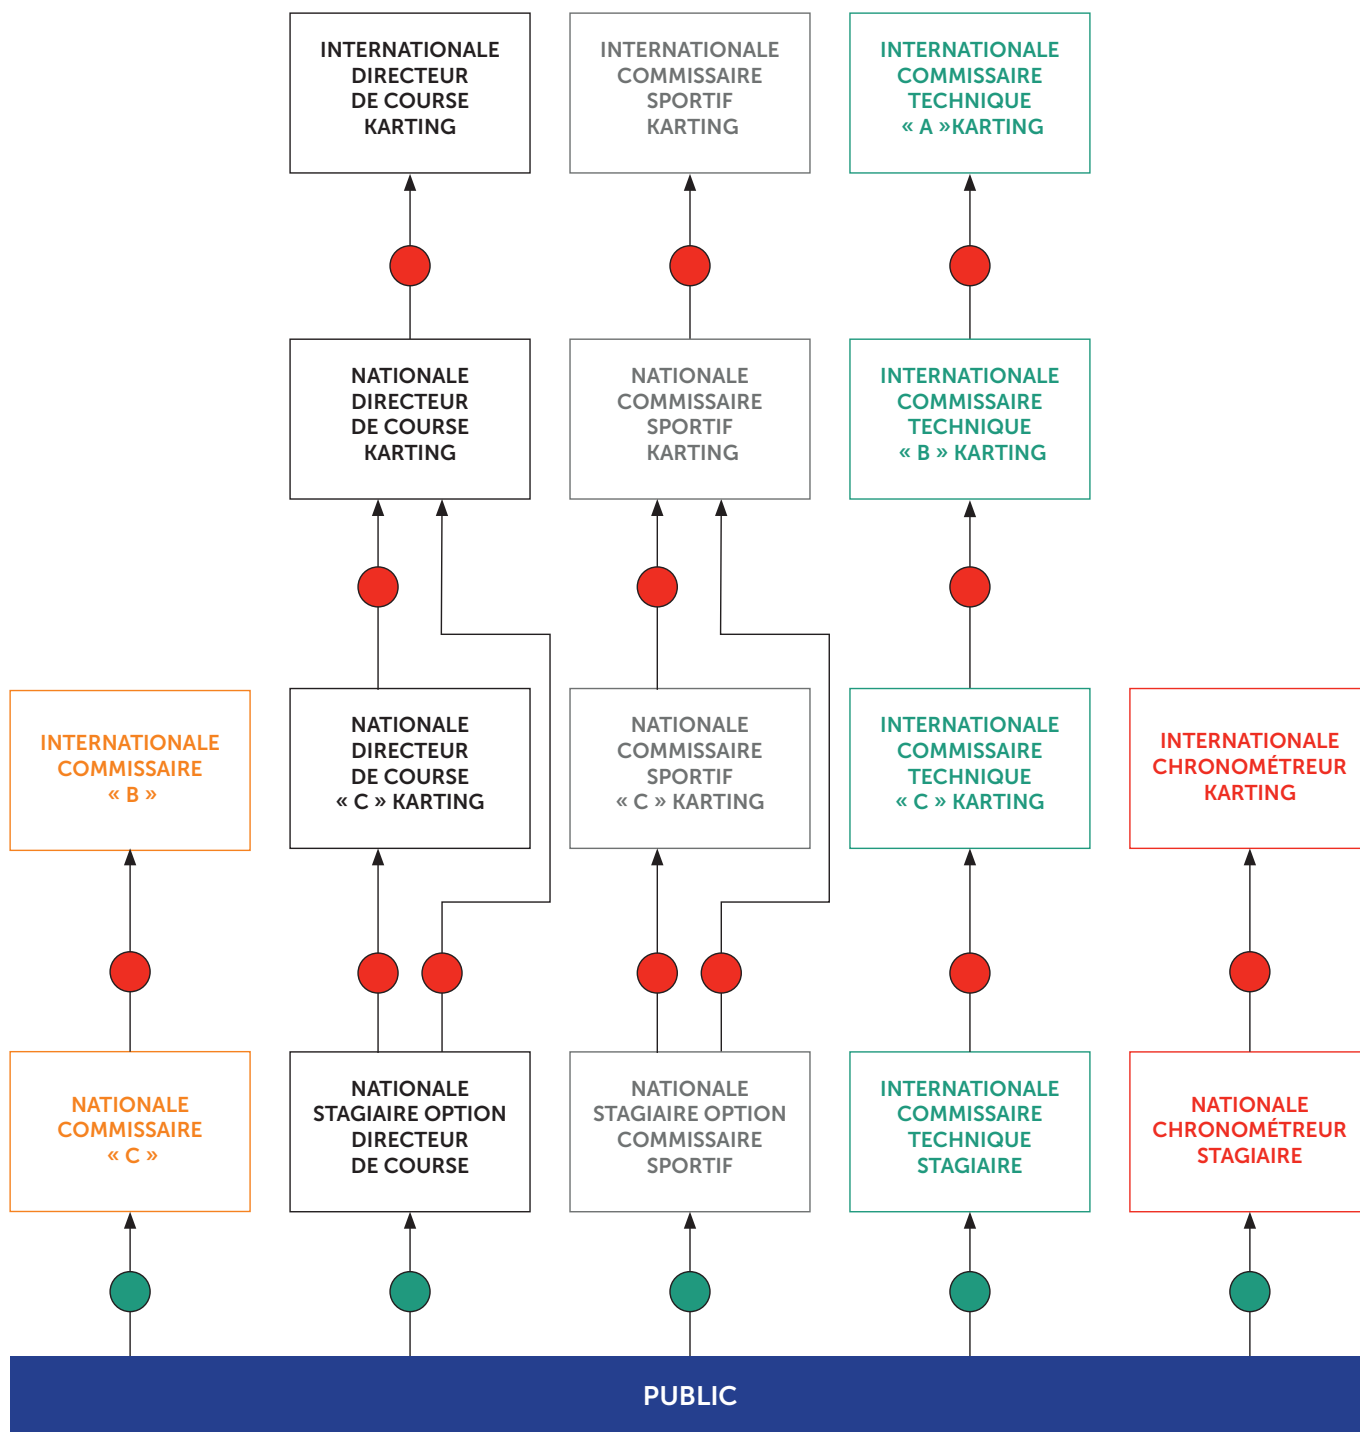 INTERNATIONALE
DIRECTEUR
DE COURSE
KARTING
INTERNATIONALE
COMMISSAIRE
SPORTIF
KARTING
INTERNATIONALE
COMMISSAIRE
TECHNIQUE
« A »KARTING
NATIONALE
DIRECTEUR
DE COURSE
KARTING
NATIONALE
COMMISSAIRE
SPORTIF
KARTING
INTERNATIONALE
COMMISSAIRE
TECHNIQUE
« B » KARTING
INTERNATIONALE
COMMISSAIRE
« B »
NATIONALE
DIRECTEUR
DE COURSE
« C » KARTING
NATIONALE
COMMISSAIRE
SPORTIF
« C » KARTING
INTERNATIONALE
COMMISSAIRE
TECHNIQUE
« C » KARTING
INTERNATIONALE
CHRONOMÉTREUR
KARTING
NATIONALE
COMMISSAIRE
« C »
NATIONALE
STAGIAIRE OPTION
DIRECTEUR
DE COURSE
NATIONALE
STAGIAIRE OPTION
COMMISSAIRE
SPORTIF
INTERNATIONALE
COMMISSAIRE
TECHNIQUE
STAGIAIRE
NATIONALE
CHRONOMÉTREUR
STAGIAIRE
PUBLIC